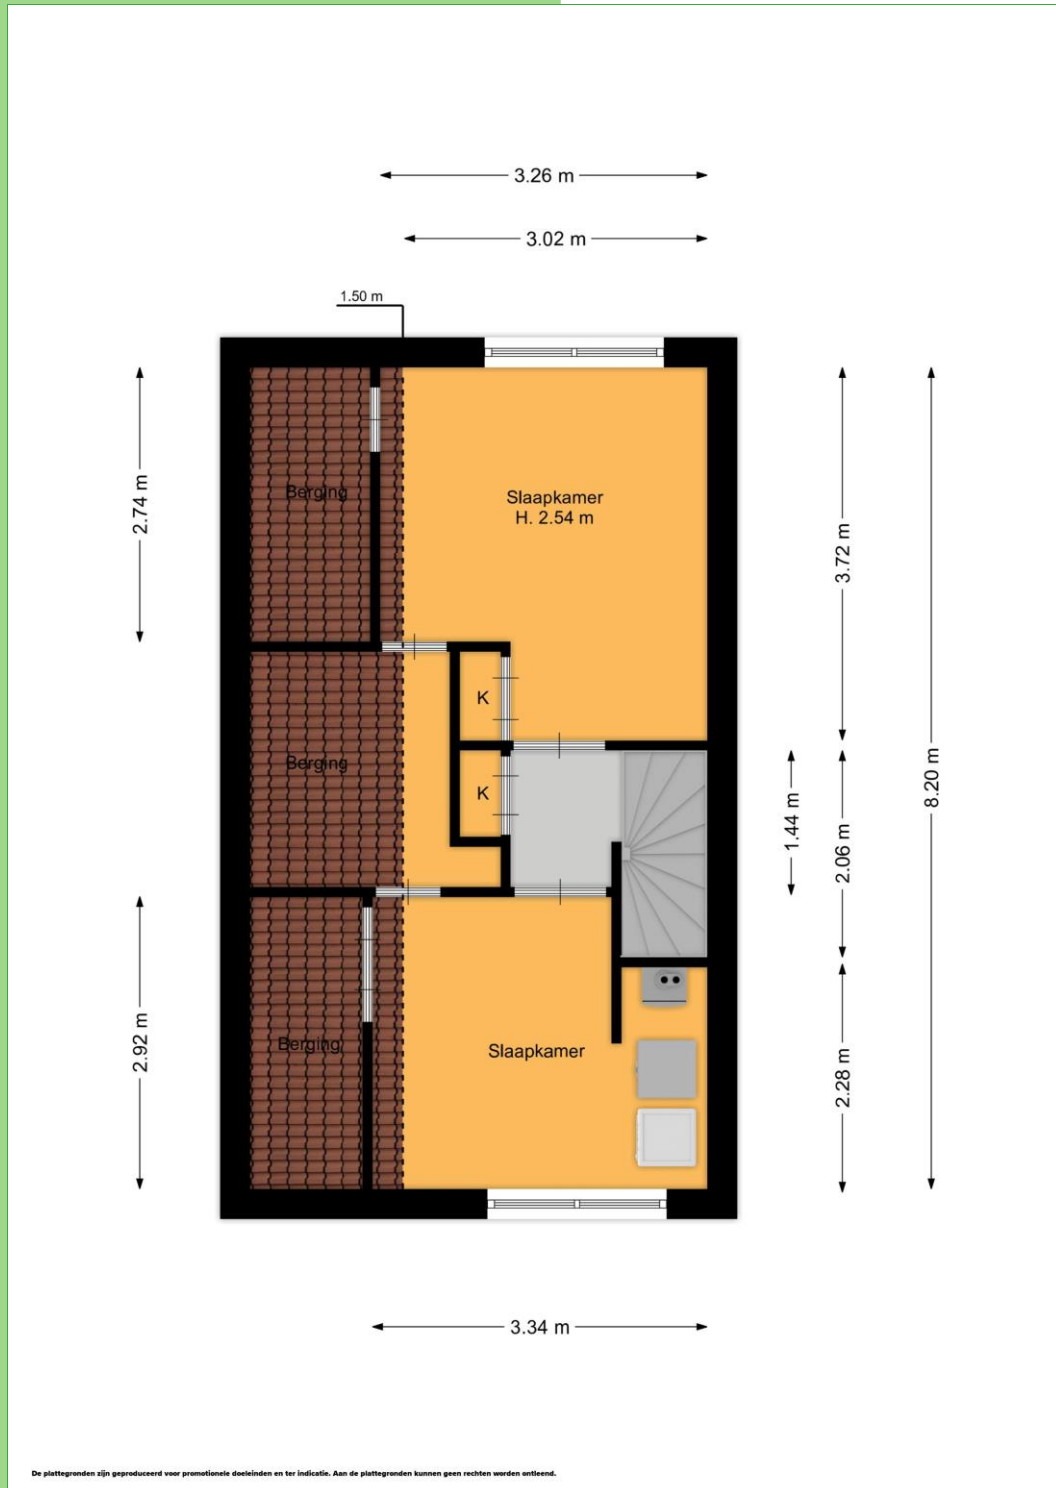 3.26 m
3.02 m
1.50 m
Berging
Slaapkamer
H. 2.54 m
2.74 m
3.72 m
K
Berging
K
8.20 m
1.44 m
2.06 m
Berging
Slaapkamer
2.92 m
2.28 m
3.34 m
De plattegronden zijn geproduceerd voor promotionele doeleinden en ter indicatie. Aan de plattegronden kunnen geen rechten worden ontleend.